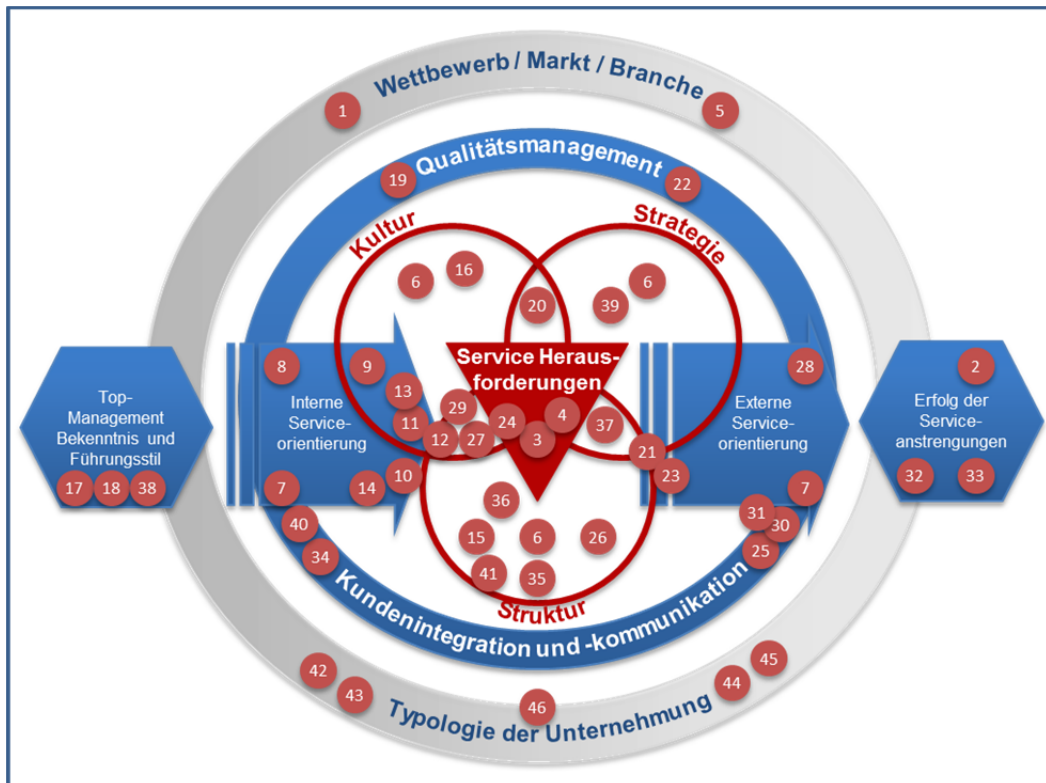 Wettbewerb / Markt / Branche
1
5
Qualitätsmanagement
19
22
Kultur
Strategie
6
16
20
39
6
Service Heraus-
forderungen
8
9
13
11
Interne
Service-
orientierung
12
29
27
24
3
4
37
21
23
28
Externe
Service-
orientierung
2
Erfolg der
Service-
anstrengungen
32
33
Top-
Management
Bekenntnis und
Führungsstil
17
18
38
7
14
10
36
15
6
26
41
35
Struktur
40
34
31
30
25
7
Kundenintegration und -kommunikation
42
43
46
44
45
Typologie der Unternehmung